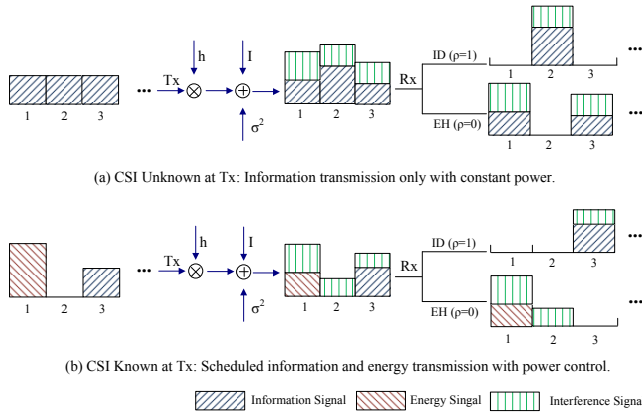 h I
ID (ρ=1)
Tx Rx
1 2 3
1 2 3 1 2 3
σ2 EH (ρ=0)
1 2 3
(a) CSI Unknown at Tx: Information transmission only with constant power.
h I
ID (ρ=1)
Tx Rx
1 2 3
1 2 3 1 2 3
σ2 EH (ρ=0)
1 2 3
(b) CSI Known at Tx: Scheduled information and energy transmission with power control.
Information Signal Energy Singal Interference Signal